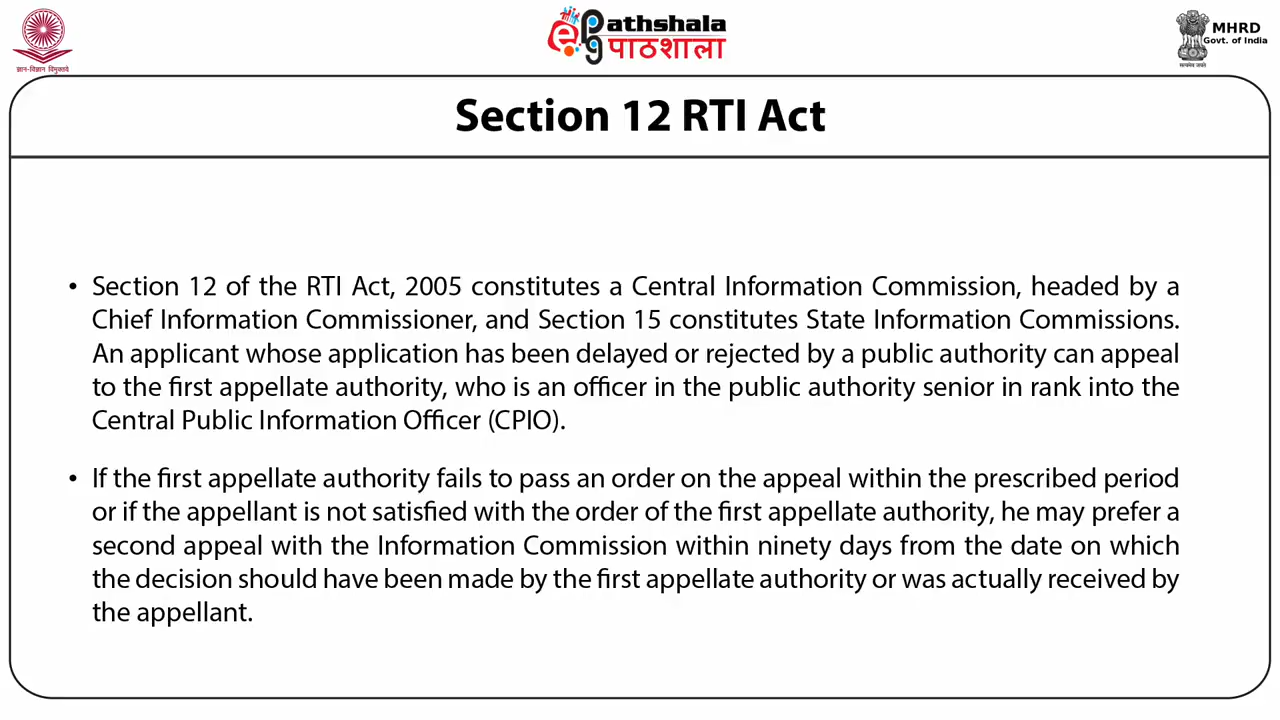 ज्ञान-विज्ञान विमुक्तये
ePG Pathshala
पाठशाला
MHRD
Govt. of India
सत्यमेव जयते
Section 12 RTI Act
• Section 12 of the RTI Act, 2005 constitutes a Central Information Commission, headed by a
Chief Information Commissioner, and Section 15 constitutes State Information Commissions.
An applicant whose application has been delayed or rejected by a public authority can appeal
to the first appellate authority, who is an officer in the public authority senior in rank into the
Central Public Information Officer (CPIO).
• If the first appellate authority fails to pass an order on the appeal within the prescribed period
or if the appellant is not satisfied with the order of the first appellate authority, he may prefer a
second appeal with the Information Commission within ninety days from the date on which
the decision should have been made by the first appellate authority or was actually received by
the appellant.